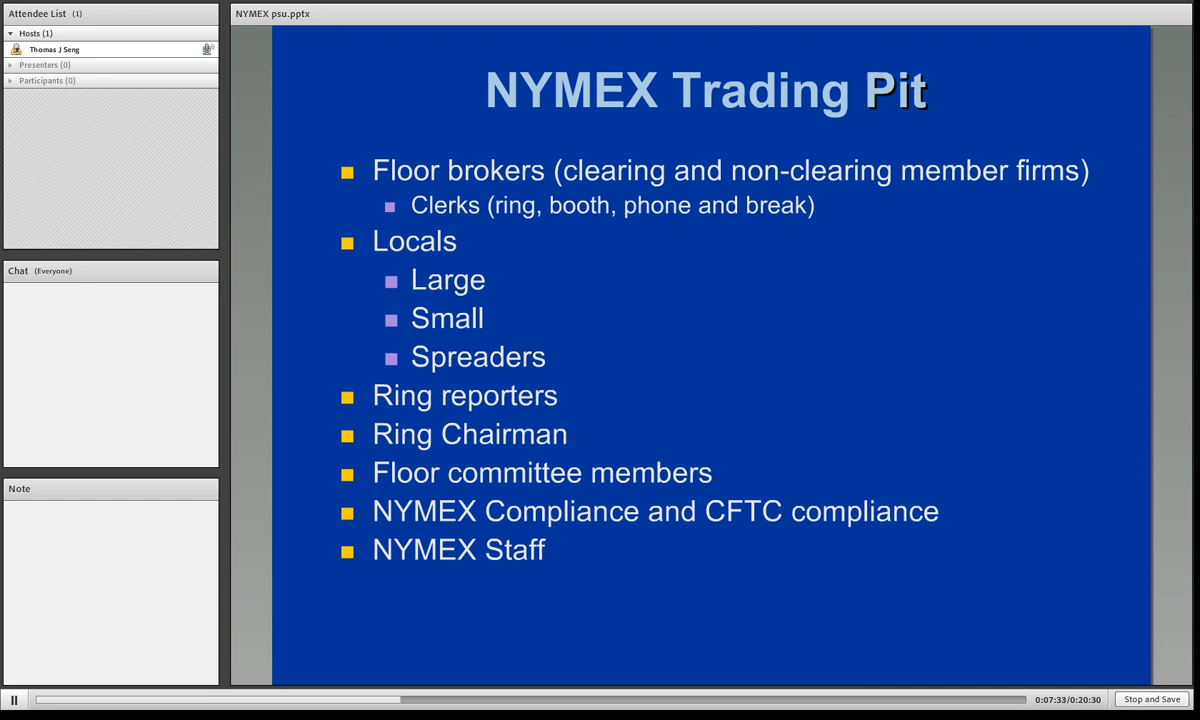 Attendee List (1)
Hosts (1)
Thomas J Seng
Presenters (0)
Participants (0)
Chat (Everyone)
Note
NYMEX psu.pptx
NYMEX Trading Pit
Floor brokers (clearing and non-clearing member firms)
Clerks (ring, booth, phone and break)
Locals
Large
Small
Spreaders
Ring reporters
Ring Chairman
Floor committee members
NYMEX Compliance and CFTC compliance
NYMEX Staff
0:07:33/0:20:30
Stop and Save